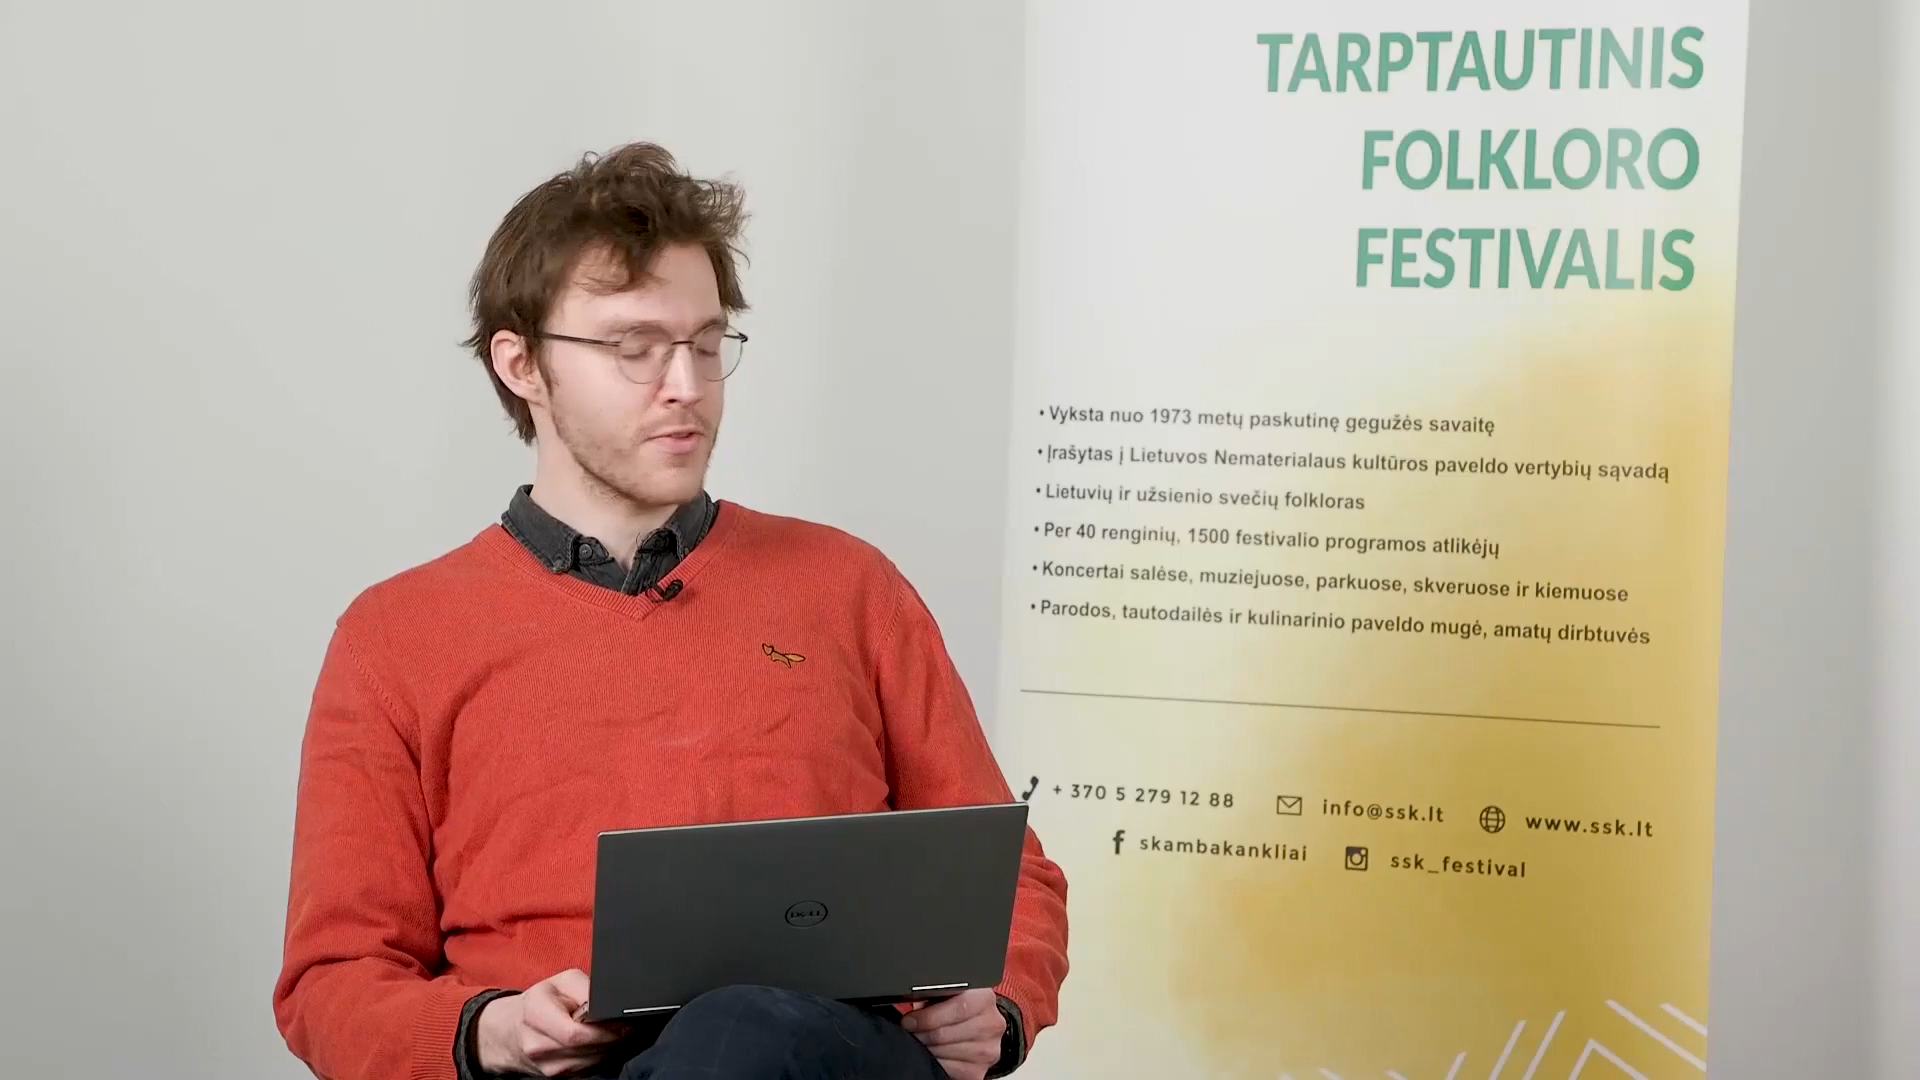 TARPTAUTINIS
FOLKLORO
FESTIVALIS
• Vyksta nuo 1973 metų paskutinę gegužės savaitę
• Įrašytas į Lietuvos Nematerialaus kultūros paveldo vertybių sąvadą
• Lietuvių ir užsienio svečių folkloras
• Per 40 renginių, 1500 festivalio programos atlikėjų
• Koncertai salėse, muziejuose, parkuose, skveruose ir kiemuose
• Parodos, tautodailės ir kulinarinio paveldo mugė, amatų dirbtuvės
+ 370 5 279 12 88 info@ssk.lt www.ssk.lt
skambakankliai ssk_festival
DELL